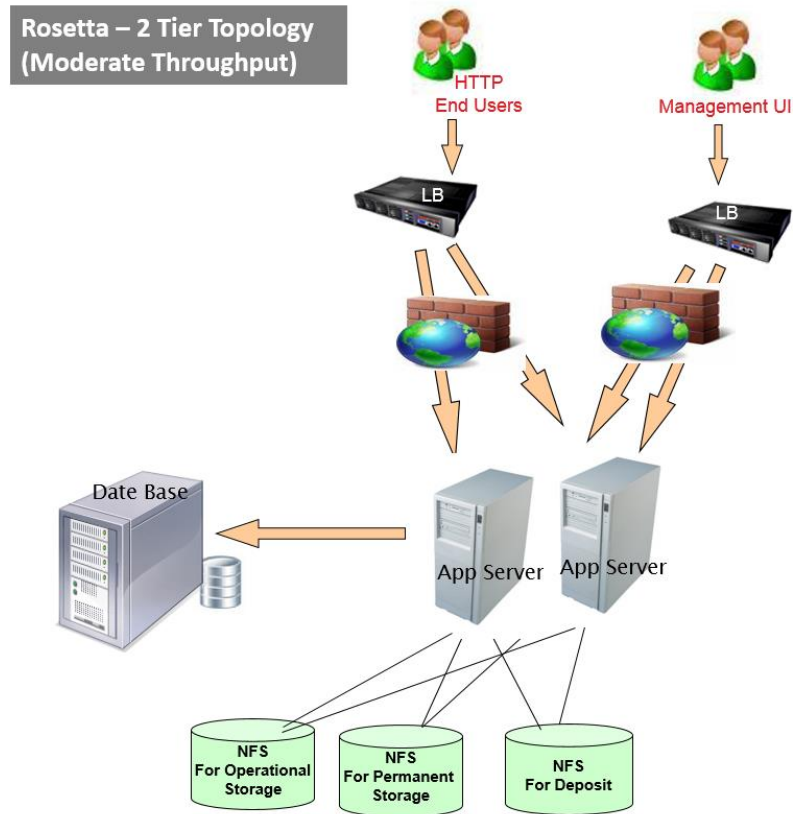 Rosetta – 2 Tier Topology
(Moderate Throughput)
HTTP
End Users
Management UI
LB
LB
Date Base
App Server
App Server
NFS
For Operational
Storage
NFS
For Permanent
Storage
NFS
For Deposit